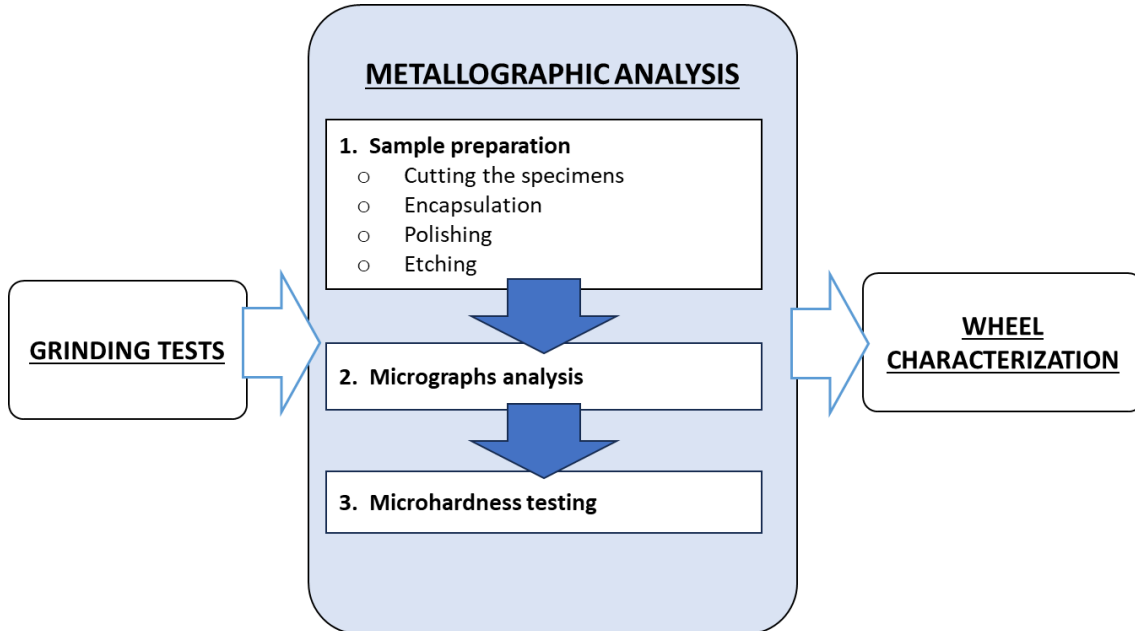 METALLOGRAPHIC ANALYSIS
1. Sample preparation
o Cutting the specimens
o Encapsulation
o Polishing
o Etching
GRINDING TESTS
2. Micrographs analysis
3. Microhardness testing
WHEEL
CHARACTERIZATION